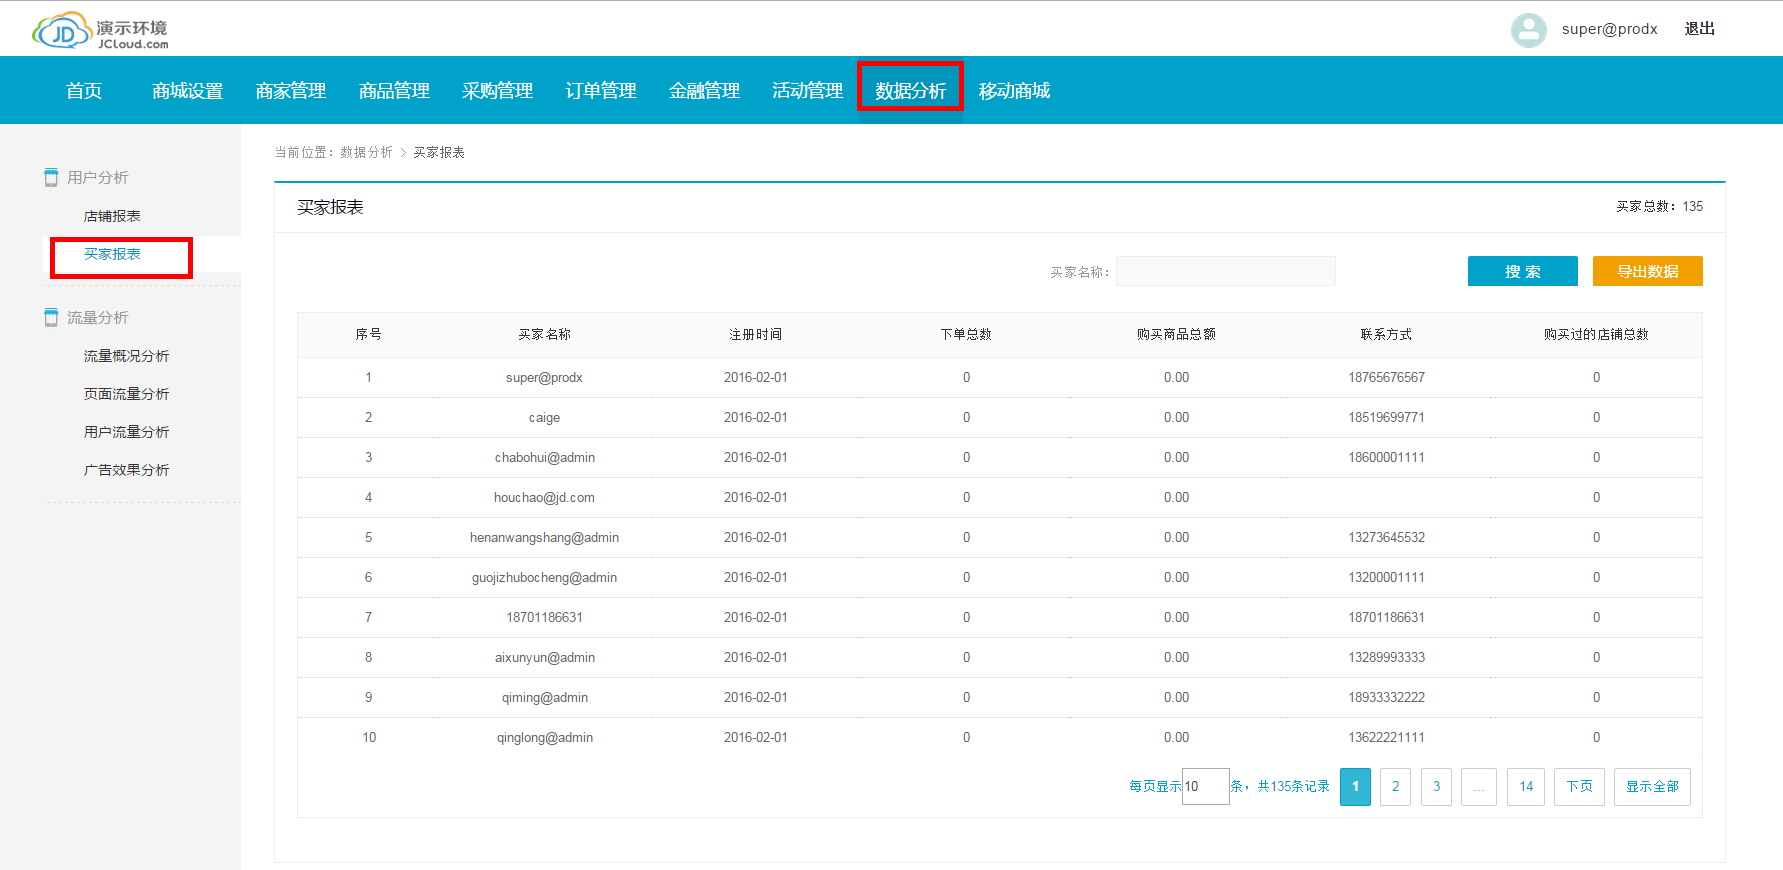 JD 演示环境
JCloud.com
super@prodx 退出
首页 商城设置 商家管理 商品管理 采购管理 订单管理 金融管理 活动管理 数据分析 移动商城
用户分析
店铺报表
买家报表
流量分析
流量概况分析
页面流量分析
用户流量分析
广告效果分析
当前位置：数据分析 > 买家报表
买家报表 买家总数：135
买家名称： 搜 索 导出数据
序号 买家名称 注册时间 下单总数 购买商品总额 联系方式 购买过的店铺总数
1 super@prodx 2016-02-01 0 0.00 18765676567 0
2 caige 2016-02-01 0 0.00 18519699771 0
3 chabohui@admin 2016-02-01 0 0.00 18600001111 0
4 houchao@jd.com 2016-02-01 0 0.00 0
5 henanwangshang@admin 2016-02-01 0 0.00 13273645532 0
6 guojizhubocheng@admin 2016-02-01 0 0.00 13200001111 0
7 18701186631 2016-02-01 0 0.00 18701186631 0
8 aixunyun@admin 2016-02-01 0 0.00 13289993333 0
9 qiming@admin 2016-02-01 0 0.00 18933332222 0
10 qinglong@admin 2016-02-01 0 0.00 13622221111 0
每页显示 10 条，共135条记录 1 2 3 ... 14 下页 显示全部